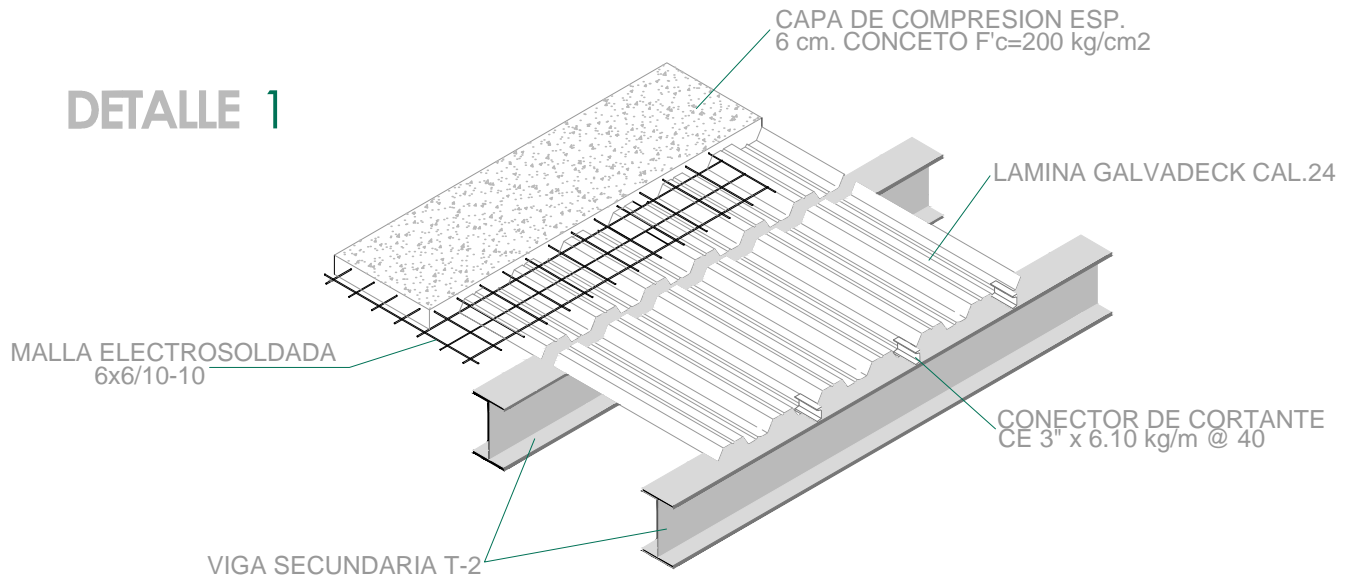 CAPA DE COMPRESION ESP.
6 cm. CONCETO F'c=200 kg/cm2
DETALLE 1
LAMINA GALVADECK CAL.24
MALLA ELECTROSOLDADA
6x6/10-10
CONECTOR DE CORTANTE
CE 3" x 6.10 kg/m @ 40
VIGA SECUNDARIA T-2